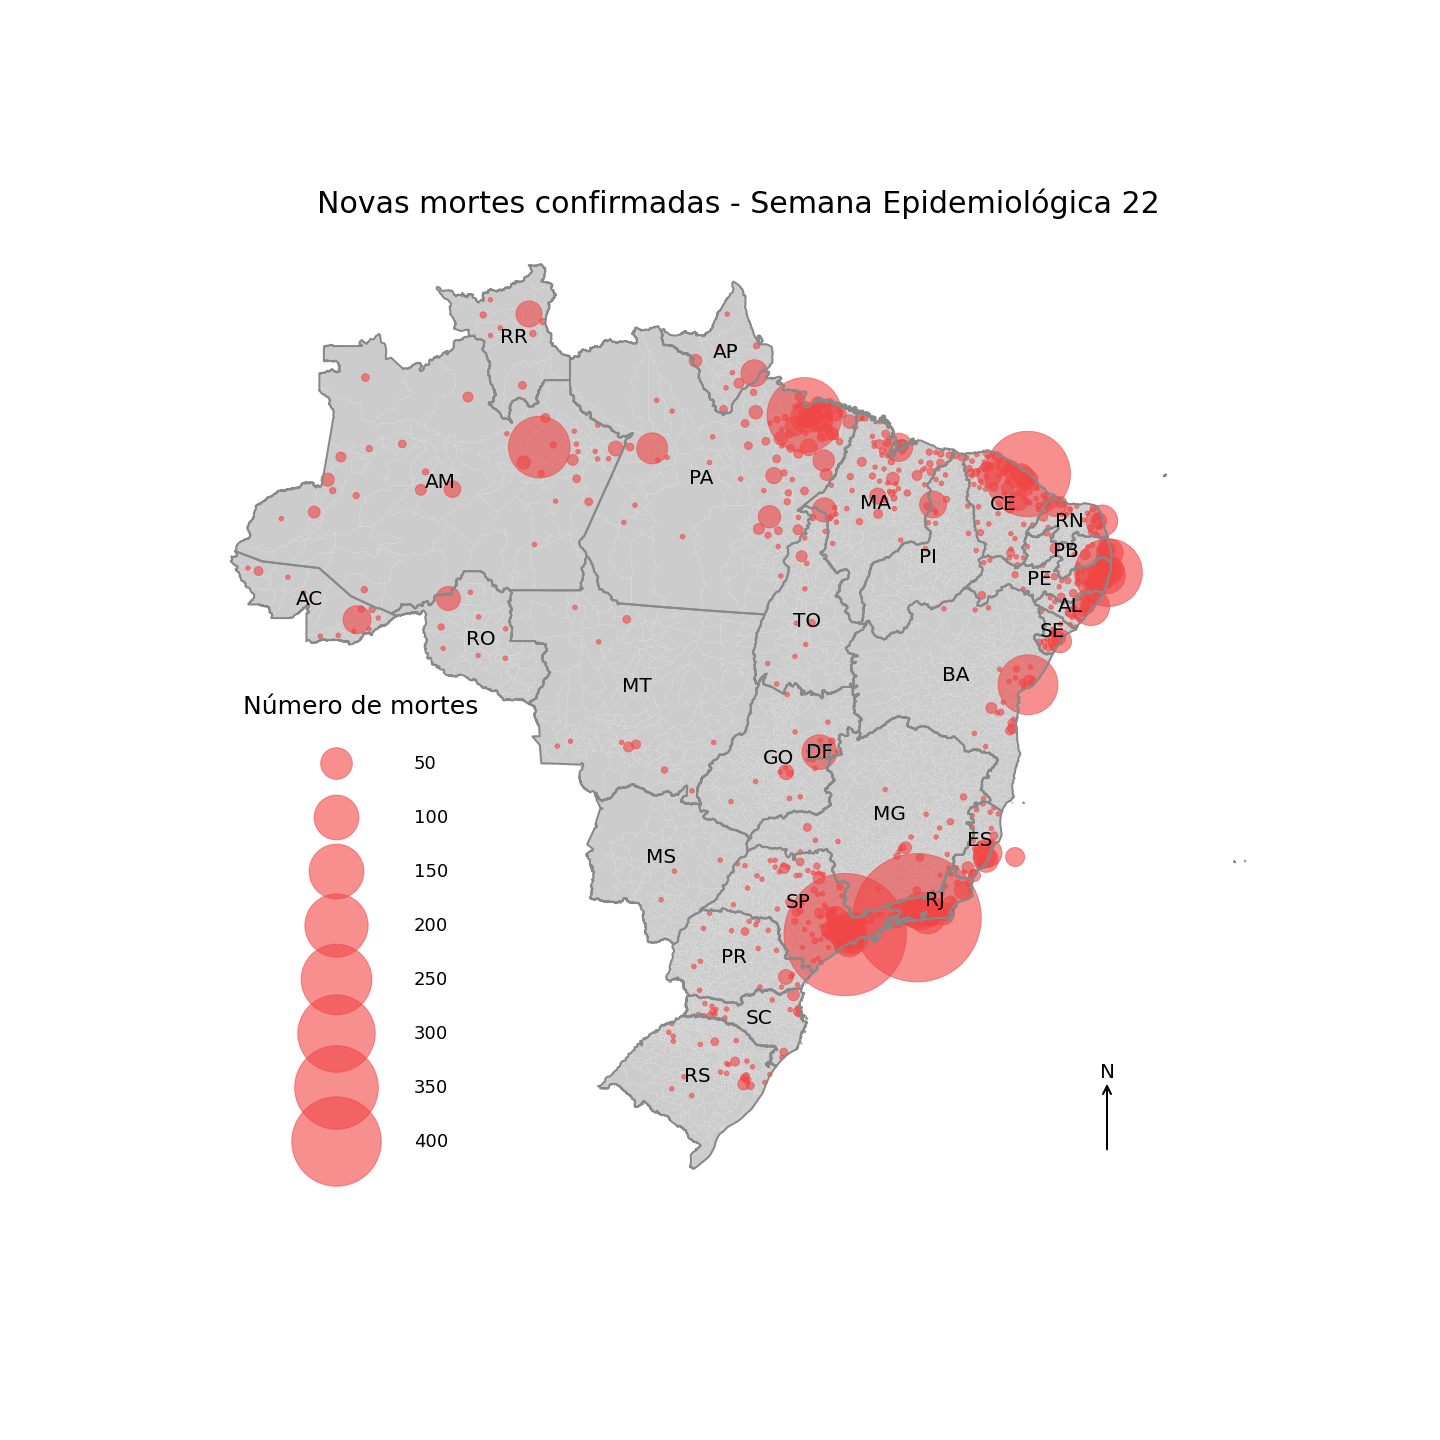 Novas mortes confirmadas - Semana Epidemiológica 22
RR
AP
AM
PA
MA
CE
RN
PB
PI
PE
AC
AL
TO
SE
RO
BA
MT
Número de mortes
DF
GO
50
MG
100
ES
MS
150
RJ
SP
200
PR
250
SC
300
N
RS
350
400